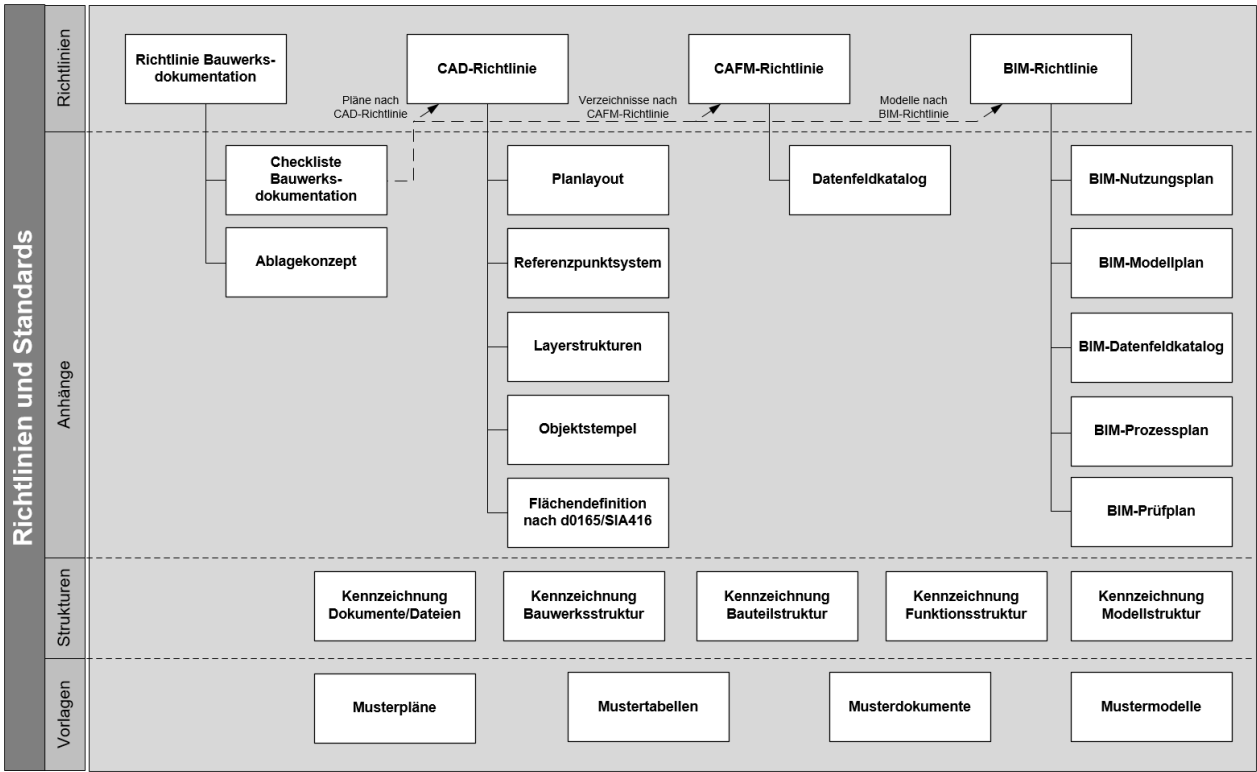 Richtlinien und Standards
Richtlinien
Richtlinie Bauwerks-
dokumentation
CAD-Richtlinie
CAFM-Richtlinie
BIM-Richtlinie
Pläne nach
CAD-Richtlinie
Verzeichnisse nach
CAFM-Richtlinie
Modelle nach
BIM-Richtlinie
Anhänge
Checkliste
Bauwerks-
dokumentation
Ablagekonzept
Planlayout
Referenzpunktsystem
Layerstrukturen
Objektstempel
Flächendefinition
nach d0165/SIA416
Datenfeldkatalog
BIM-Nutzungsplan
BIM-Modellplan
BIM-Datenfeldkatalog
BIM-Prozessplan
BIM-Prüfplan
Strukturen
Kennzeichnung
Dokumente/Dateien
Kennzeichnung
Bauwerksstruktur
Kennzeichnung
Bauteilstruktur
Kennzeichnung
Funktionsstruktur
Kennzeichnung
Modellstruktur
Vorlagen
Musterpläne
Mustertabellen
Musterdokumente
Mustermodelle